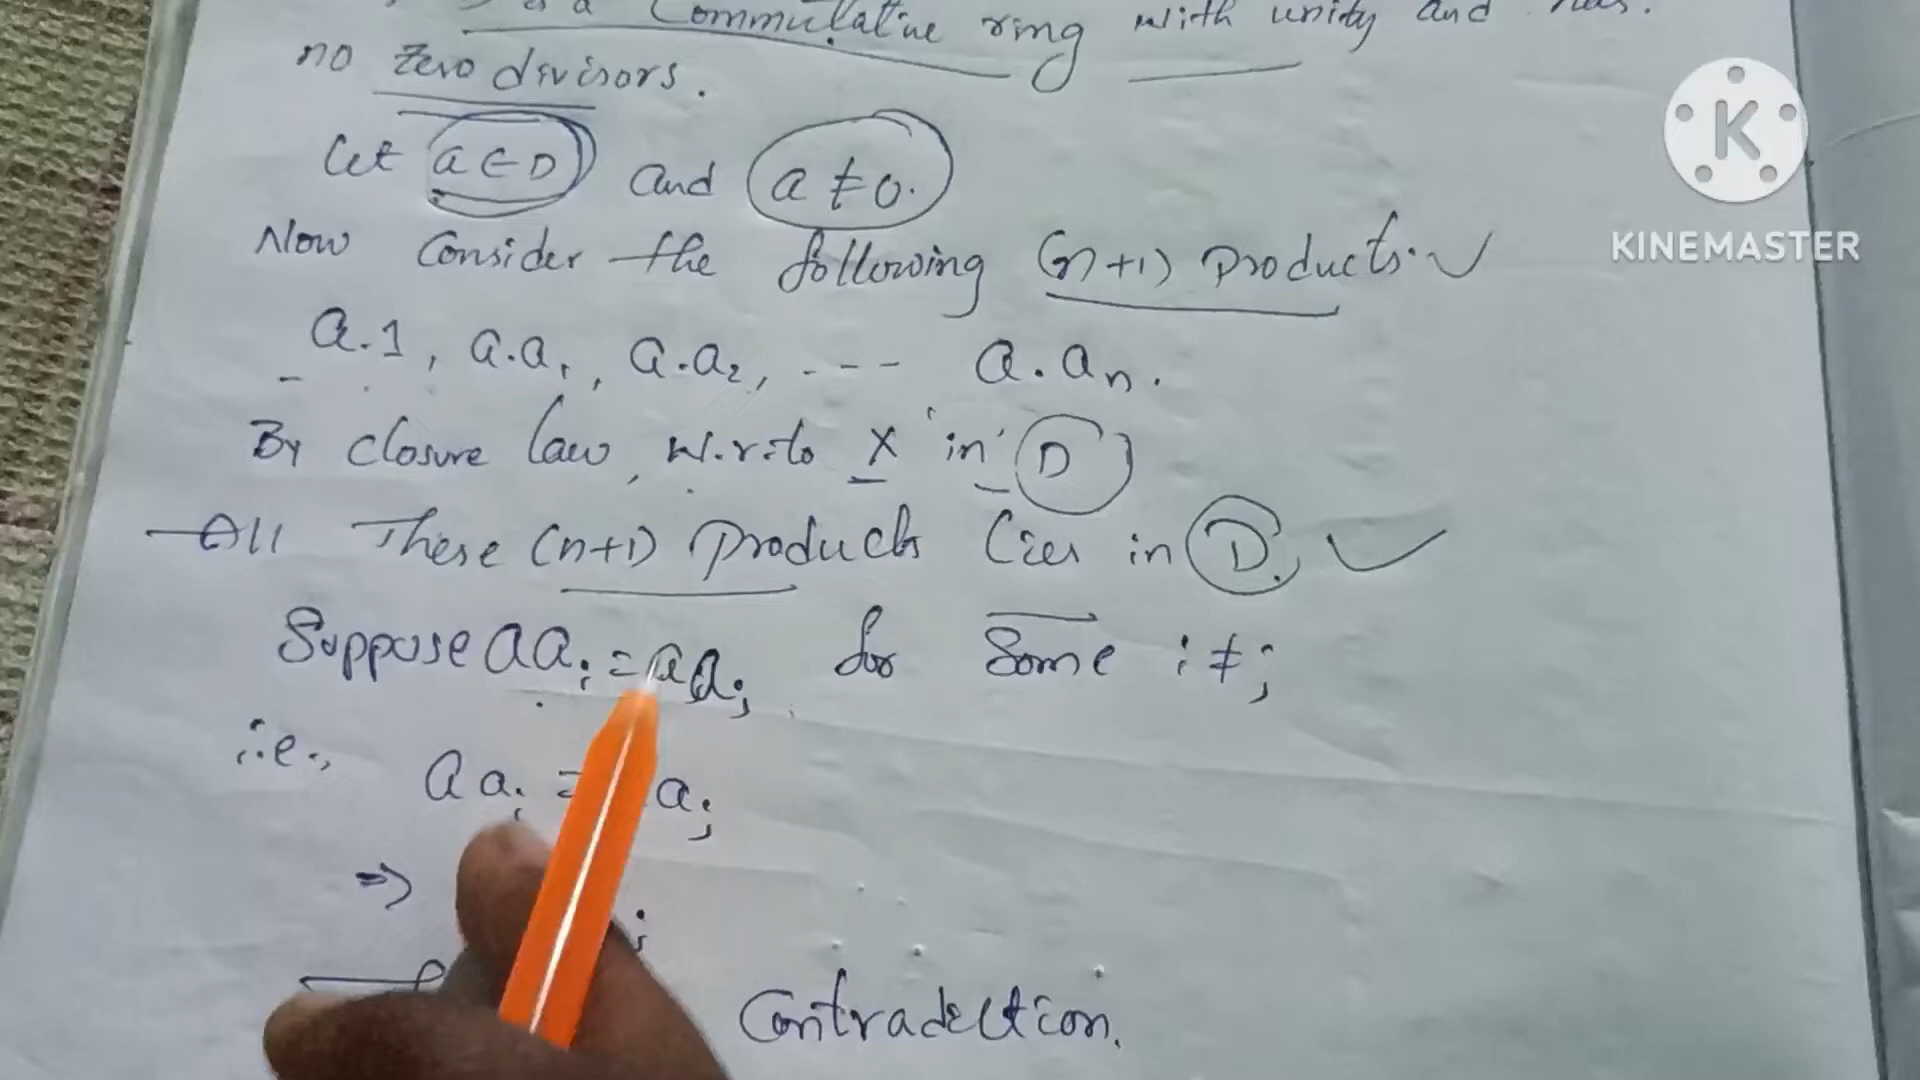 is a Commutative ring with unity and has
no zero divisors.
Let a ∈ D and a ≠ 0.
Now Consider the following (n+1) products.
a.1, a.a₁, a.a₂, --- a.aₙ.
By closure law, w.r.to X in D
All These (n+1) products lies in D.
Suppose aaᵢ = aaⱼ for Some i ≠ j
i.e., aaᵢ = aⱼ
⇒ j
Contradiction.
K
KINEMASTER